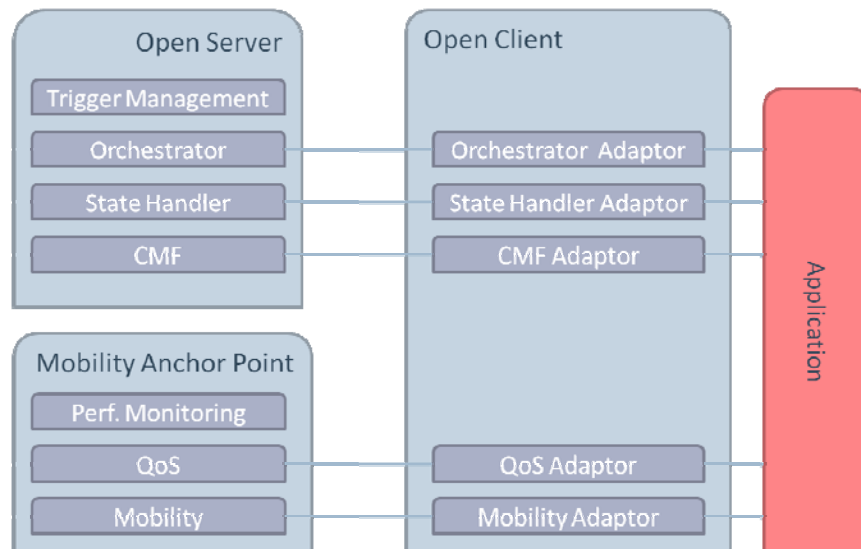 Open Server
Trigger Management
Orchestrator
State Handler
CMF
Mobility Anchor Point
Perf. Monitoring
QoS
Mobility
Open Client
Orchestrator Adaptor
State Handler Adaptor
CMF Adaptor
QoS Adaptor
Mobility Adaptor
Application